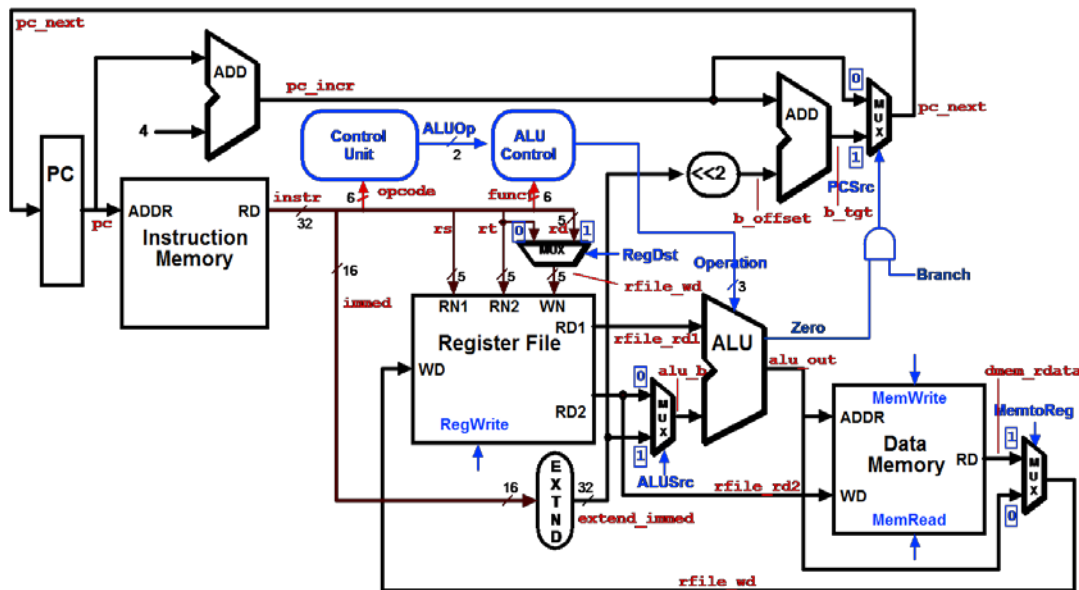 pc_next
ADD
pc_incr
4
PC
pc
ADDR
RD
Instruction
Memory
instr
32
Control
Unit
ALUOp
2
ALU
Control
6
opcode
funct
6
rs
rt
rd
5
0
1
MUX
RegDst
16
immed
5
5
5
rfile_wd
RN1
RN2
WN
RD1
Register File
WD
RD2
RegWrite
rfile_rd1
Operation
3
ALU
Zero
alu_out
alu_b
0
MUX
1
ALUSrc
16
EXTND
32
extend_immed
rfile_rd2
<<2
b_offset
ADD
b_tgt
PCSrc
0
MUX
1
pc_next
Branch
MemWrite
ADDR
Data
Memory
RD
WD
MemRead
dmem_rdata
MemtoReg
1
MUX
0
rfile_wd